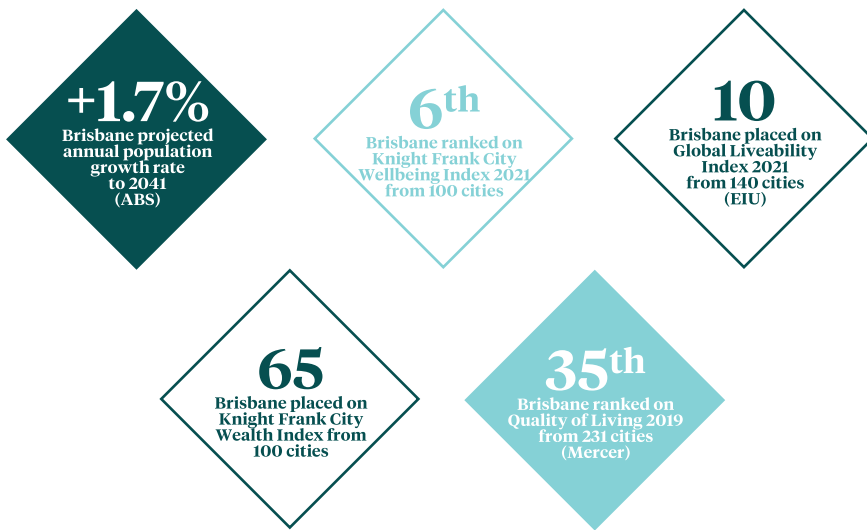 +1.7%
Brisbane projected
annual population
growth rate
to 2041
(ABS)
6th
Brisbane ranked on
Knight Frank City
Wellbeing Index 2021
from 100 cities
10
Brisbane placed on
Global Liveability
Index 2021
from 140 cities
(EIU)
65
Brisbane placed on
Knight Frank City
Wealth Index from
100 cities
35th
Brisbane ranked on
Quality of Living 2019
from 231 cities
(Mercer)